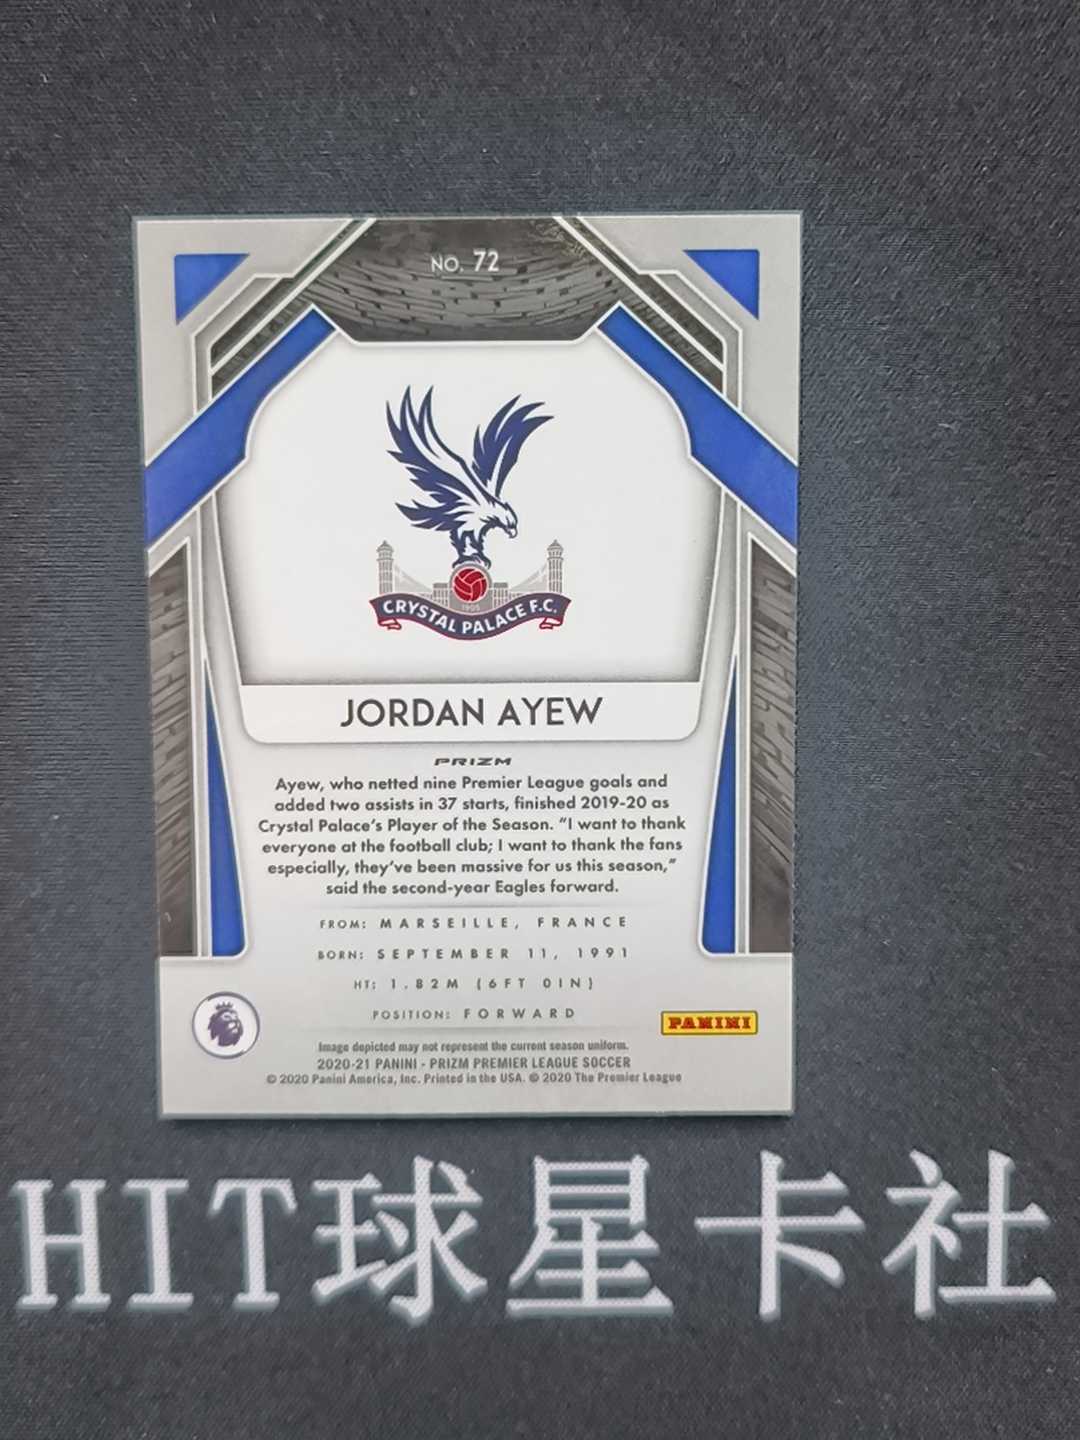 NO. 72
1905
CRYSTAL PALACE F.C.
JORDAN AYEW
PRIZM
Ayew, who netted nine Premier League goals and
added two assists in 37 starts, finished 2019-20 as
Crystal Palace's Player of the Season. "I want to thank
everyone at the football club; I want to thank the fans
especially, they've been massive for us this season,"
said the second-year Eagles forward.
FROM: MARSEILLE, FRANCE
BORN: SEPTEMBER 11, 1991
HT: 1.82M (6FT 0IN)
POSITION: FORWARD
PANINI
Image depicted may not represent the current season uniform.
2020-21 PANINI - PRIZM PREMIER LEAGUE SOCCER
© 2020 Panini America, Inc. Printed in the USA. © 2020 The Premier League
HIT球星卡社